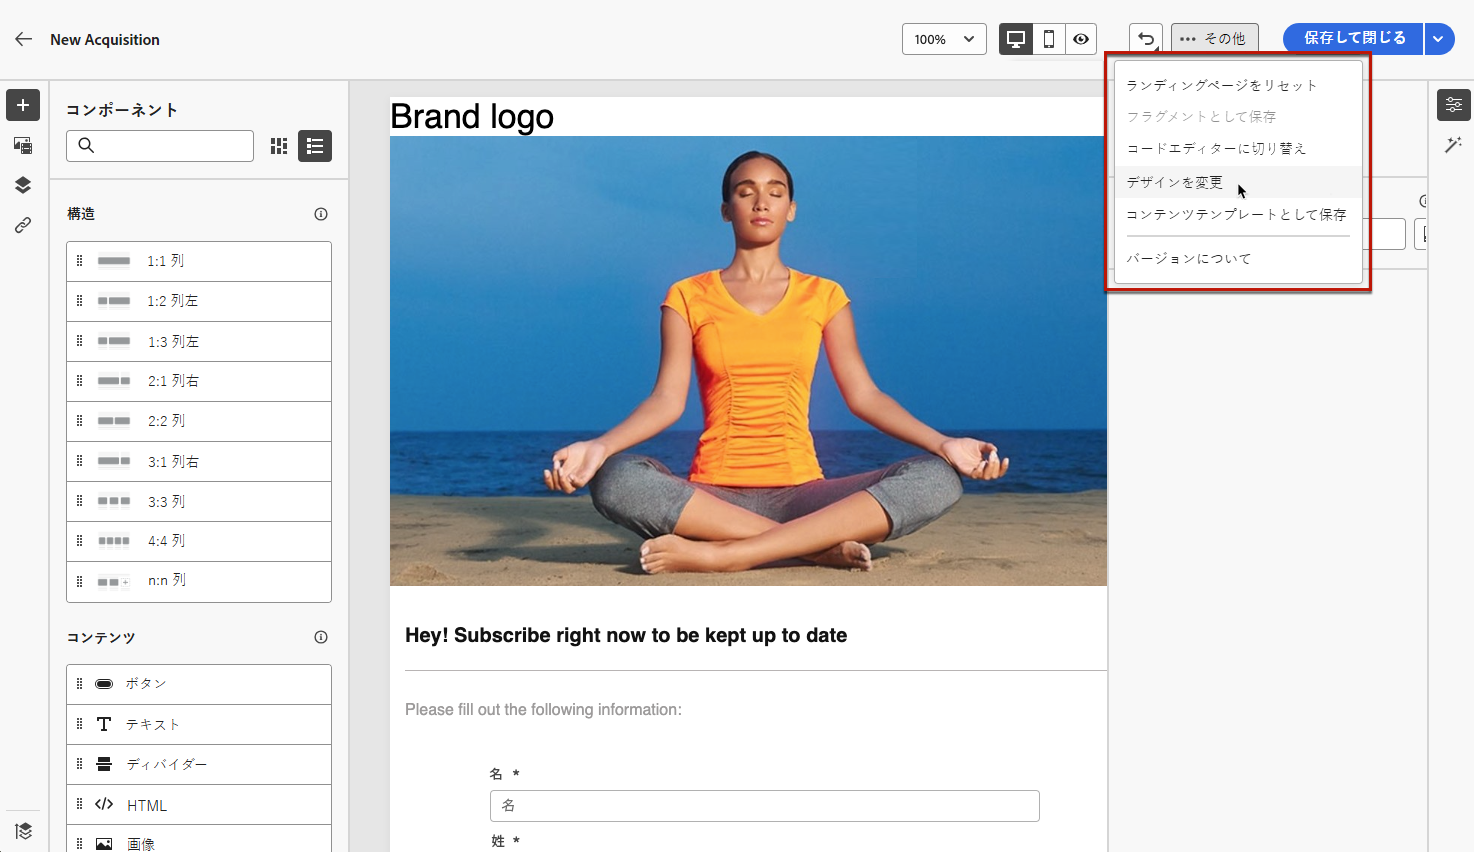 New Acquisition
100%
その他
保存して閉じる
ランディングページをリセット
フラグメントとして保存
コードエディターに切り替え
デザインを変更
コンテンツテンプレートとして保存
バージョンについて
コンポーネント
構造
1:1 列
1:2 列左
1:3 列左
2:1 列右
2:2 列
3:1 列右
3:3 列
4:4 列
n:n 列
コンテンツ
ボタン
テキスト
ディバイダー
HTML
画像
Brand logo
Hey! Subscribe right now to be kept up to date
Please fill out the following information:
名 *
名
姓 *